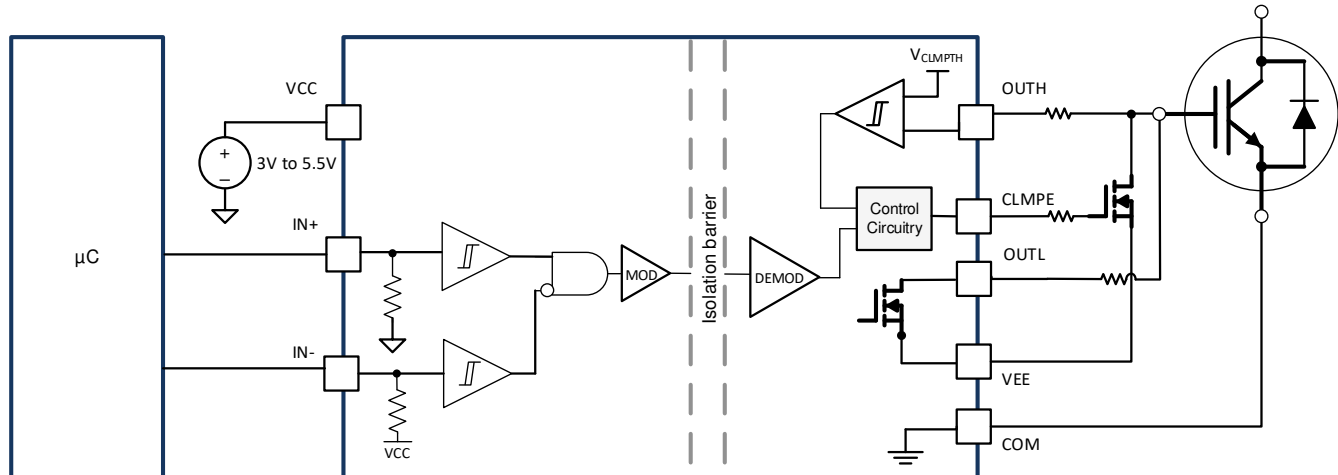 µC
VCC
+
−
3V to 5.5V
IN+
IN-
VCC
MOD
Isolation barrier
DEMOD
VCLMPTH
Control
Circuitry
OUTH
CLMPE
OUTL
VEE
COM